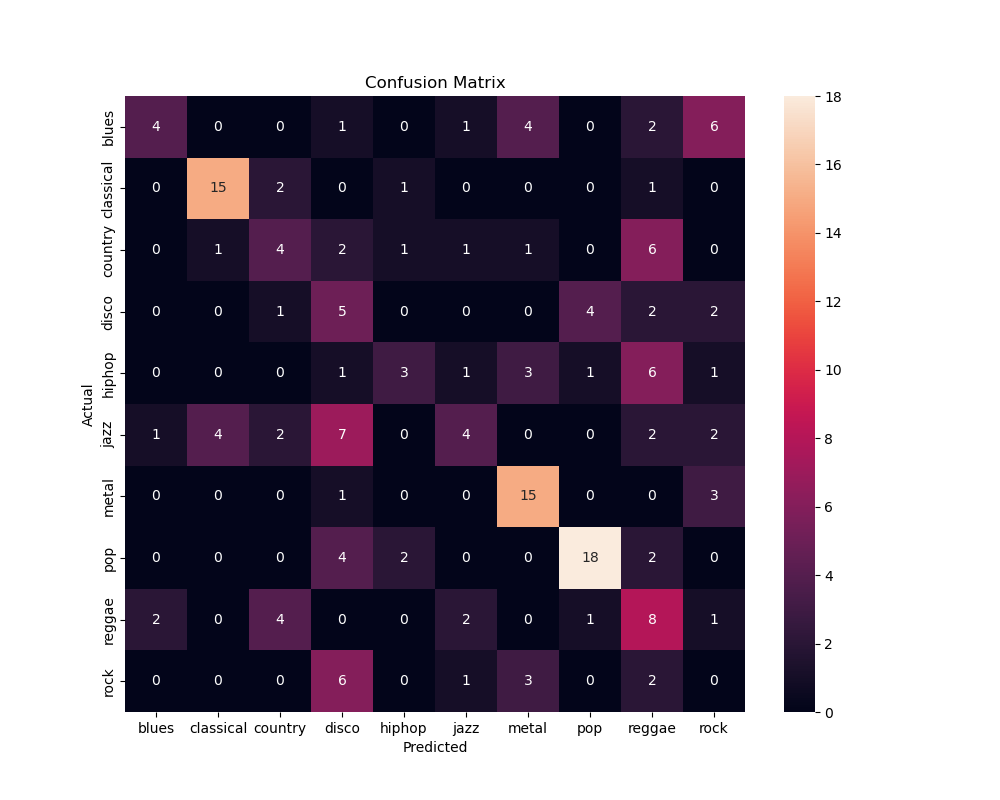 Confusion Matrix
Actual
blues 4 0 0 1 0 1 4 0 2 6
classical 0 15 2 0 1 0 0 0 1 0
country 0 1 4 2 1 1 1 0 6 0
disco 0 0 1 5 0 0 0 4 2 2
hiphop 0 0 0 1 3 1 3 1 6 1
jazz 1 4 2 7 0 4 0 0 2 2
metal 0 0 0 1 0 0 15 0 0 3
pop 0 0 0 4 2 0 0 18 2 0
reggae 2 0 4 0 0 2 0 1 8 1
rock 0 0 0 6 0 1 3 0 2 0
blues classical country disco hiphop jazz metal pop reggae rock
Predicted
18
16
14
12
10
8
6
4
2
0